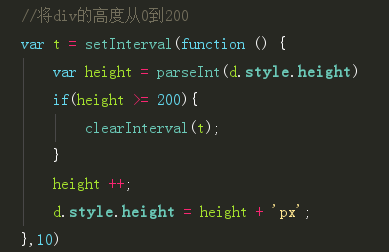 //将div的高度从0到200
var t = setInterval(function () {
var height = parseInt(d.style.height)
if(height >= 200){
clearInterval(t);
}
height ++;
d.style.height = height + 'px';
},10)